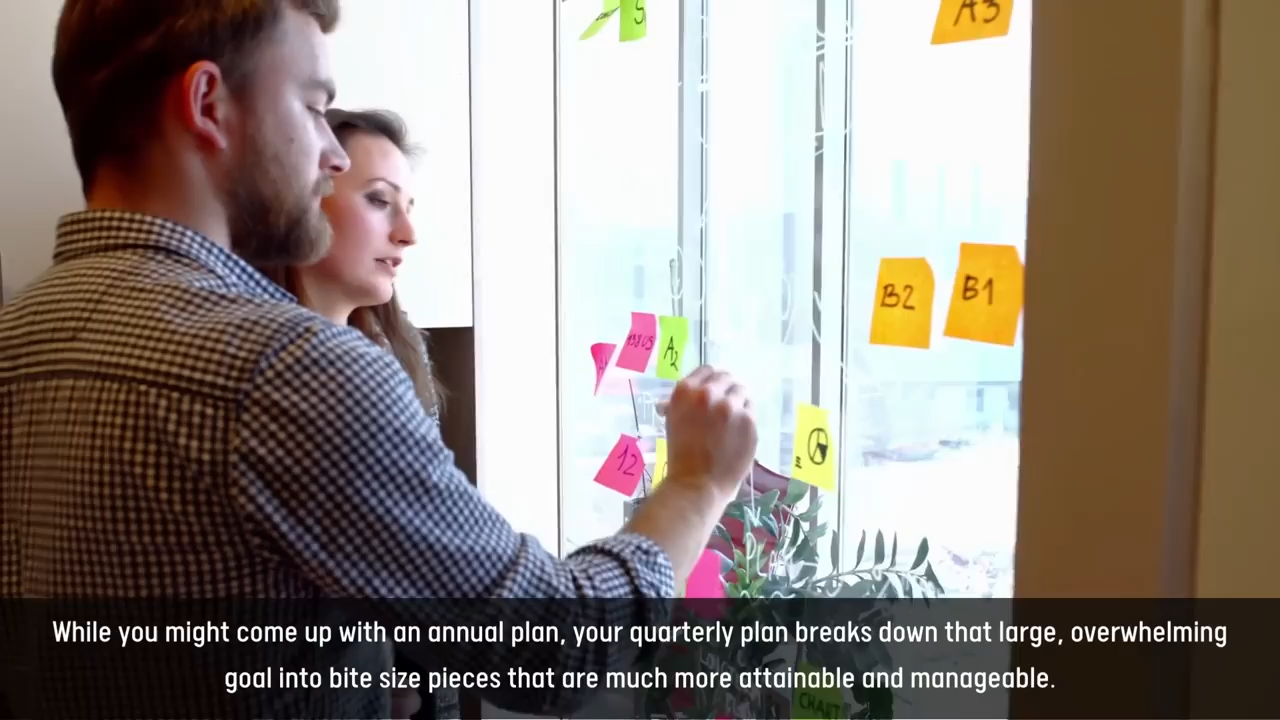 A3
B2
B1
A2
12
While you might come up with an annual plan, your quarterly plan breaks down that large, overwhelming
goal into bite size pieces that are much more attainable and manageable.
CHART